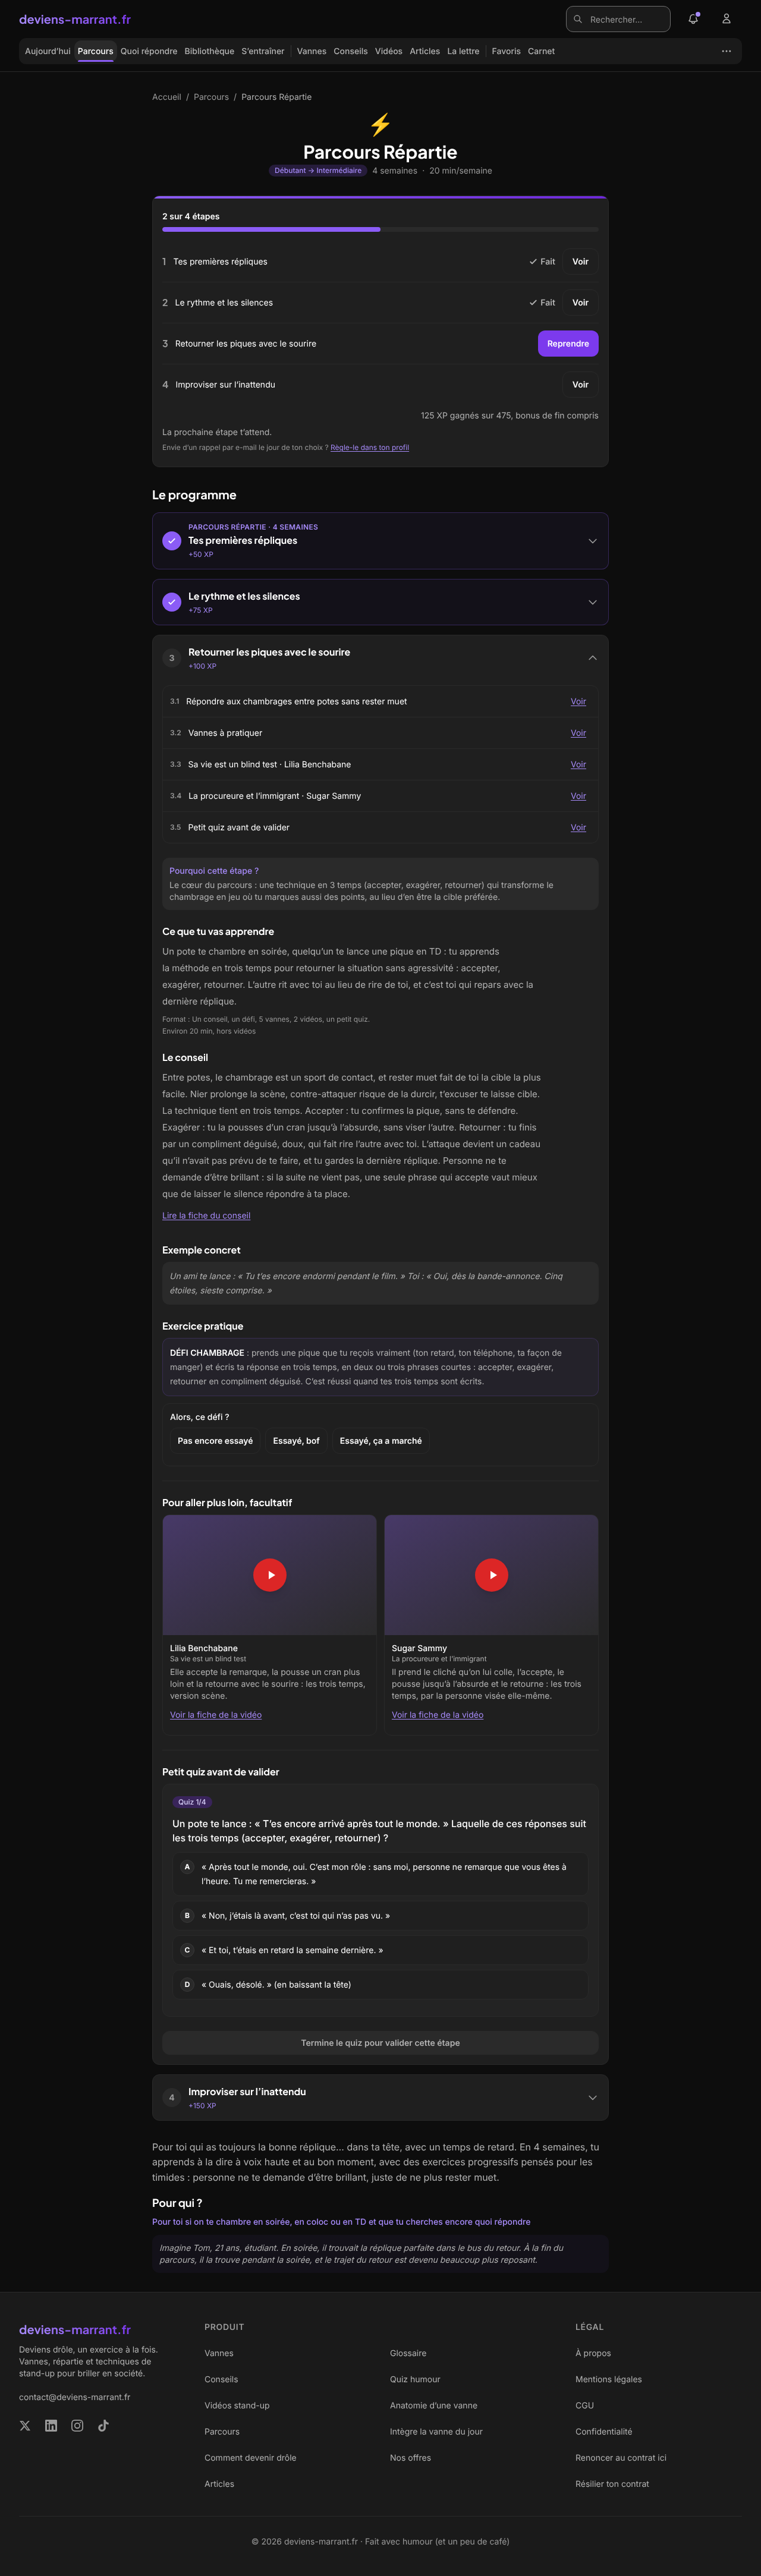 deviens-marrant.fr
Rechercher...
Aujourd'hui Parcours Quoi répondre Bibliothèque S'entraîner Vannes Conseils Vidéos Articles La lettre Favoris Carnet
Accueil / Parcours / Parcours Répartie
Parcours Répartie
Débutant → Intermédiaire 4 semaines · 20 min/semaine
2 sur 4 étapes
1 Tes premières répliques Fait Voir
2 Le rythme et les silences Fait Voir
3 Retourner les piques avec le sourire Reprendre
4 Improviser sur l'inattendu Voir
125 XP gagnés sur 475, bonus de fin compris
La prochaine étape t'attend.
Envie d'un rappel par e-mail le jour de ton choix ? Règle-le dans ton profil
Le programme
PARCOURS RÉPARTIE · 4 SEMAINES
Tes premières répliques
+50 XP
Le rythme et les silences
+75 XP
3 Retourner les piques avec le sourire
+100 XP
3.1 Répondre aux chambrages entre potes sans rester muet Voir
3.2 Vannes à pratiquer Voir
3.3 Sa vie est un blind test · Lilia Benchabane Voir
3.4 La procureure et l'immigrant · Sugar Sammy Voir
3.5 Petit quiz avant de valider Voir
Pourquoi cette étape ?
Le cœur du parcours : une technique en 3 temps (accepter, exagérer, retourner) qui transforme le
chambrage en jeu où tu marques aussi des points, au lieu d'en être la cible préférée.
Ce que tu vas apprendre
Un pote te chambre en soirée, quelqu'un te lance une pique en TD : tu apprends
la méthode en trois temps pour retourner la situation sans agressivité : accepter,
exagérer, retourner. L'autre rit avec toi au lieu de rire de toi, et c'est toi qui repars avec la
dernière réplique.
Format : Un conseil, un défi, 5 vannes, 2 vidéos, un petit quiz.
Environ 20 min, hors vidéos
Le conseil
Entre potes, le chambrage est un sport de contact, et rester muet fait de toi la cible la plus
facile. Nier prolonge la scène, contre-attaquer risque de la durcir, t'excuser te laisse cible.
La technique tient en trois temps. Accepter : tu confirmes la pique, sans te défendre.
Exagérer : tu la pousses d'un cran jusqu'à l'absurde, sans viser l'autre. Retourner : tu finis
par un compliment déguisé, doux, qui fait rire l'autre avec toi. L'attaque devient un cadeau
qu'il n'avait pas prévu de te faire, et tu gardes la dernière réplique. Personne ne te
demande d'être brillant : si la suite ne vient pas, une seule phrase qui accepte vaut mieux
que de laisser le silence répondre à ta place.
Lire la fiche du conseil
Exemple concret
Un ami te lance : « Tu t'es encore endormi pendant le film. » Toi : « Oui, dès la bande-annonce. Cinq
étoiles, sieste comprise. »
Exercice pratique
DÉFI CHAMBRAGE : prends une pique que tu reçois vraiment (ton retard, ton téléphone, ta façon de
manger) et écris ta réponse en trois temps, en deux ou trois phrases courtes : accepter, exagérer,
retourner en compliment déguisé. C'est réussi quand tes trois temps sont écrits.
Alors, ce défi ?
Pas encore essayé Essayé, bof Essayé, ça a marché
Pour aller plus loin, facultatif
Lilia Benchabane
Sa vie est un blind test
Elle accepte la remarque, la pousse un cran plus
loin et la retourne avec le sourire : les trois temps,
version scène.
Voir la fiche de la vidéo
Sugar Sammy
La procureure et l'immigrant
Il prend le cliché qu'on lui colle, l'accepte, le
pousse jusqu'à l'absurde et le retourne : les trois
temps, par la personne visée elle-même.
Voir la fiche de la vidéo
Petit quiz avant de valider
Quiz 1/4
Un pote te lance : « T'es encore arrivé après tout le monde. » Laquelle de ces réponses suit
les trois temps (accepter, exagérer, retourner) ?
A « Après tout le monde, oui. C'est mon rôle : sans moi, personne ne remarque que vous êtes à
l'heure. Tu me remercieras. »
B « Non, j'étais là avant, c'est toi qui n'as pas vu. »
C « Et toi, t'étais en retard la semaine dernière. »
D « Ouais, désolé. » (en baissant la tête)
Termine le quiz pour valider cette étape
4 Improviser sur l'inattendu
+150 XP
Pour toi qui as toujours la bonne réplique... dans ta tête, avec un temps de retard. En 4 semaines, tu
apprends à la dire à voix haute et au bon moment, avec des exercices progressifs pensés pour les
timides : personne ne te demande d'être brillant, juste de ne plus rester muet.
Pour qui ?
Pour toi si on te chambre en soirée, en coloc ou en TD et que tu cherches encore quoi répondre
Imagine Tom, 21 ans, étudiant. En soirée, il trouvait la réplique parfaite dans le bus du retour. À la fin du
parcours, il la trouve pendant la soirée, et le trajet du retour est devenu beaucoup plus reposant.
deviens-marrant.fr
Deviens drôle, un exercice à la fois.
Vannes, répartie et techniques de
stand-up pour briller en société.
contact@deviens-marrant.fr
PRODUIT
Vannes
Conseils
Vidéos stand-up
Parcours
Comment devenir drôle
Articles
Glossaire
Quiz humour
Anatomie d'une vanne
Intègre la vanne du jour
Nos offres
LÉGAL
À propos
Mentions légales
CGU
Confidentialité
Renoncer au contrat ici
Résilier ton contrat
© 2026 deviens-marrant.fr · Fait avec humour (et un peu de café)